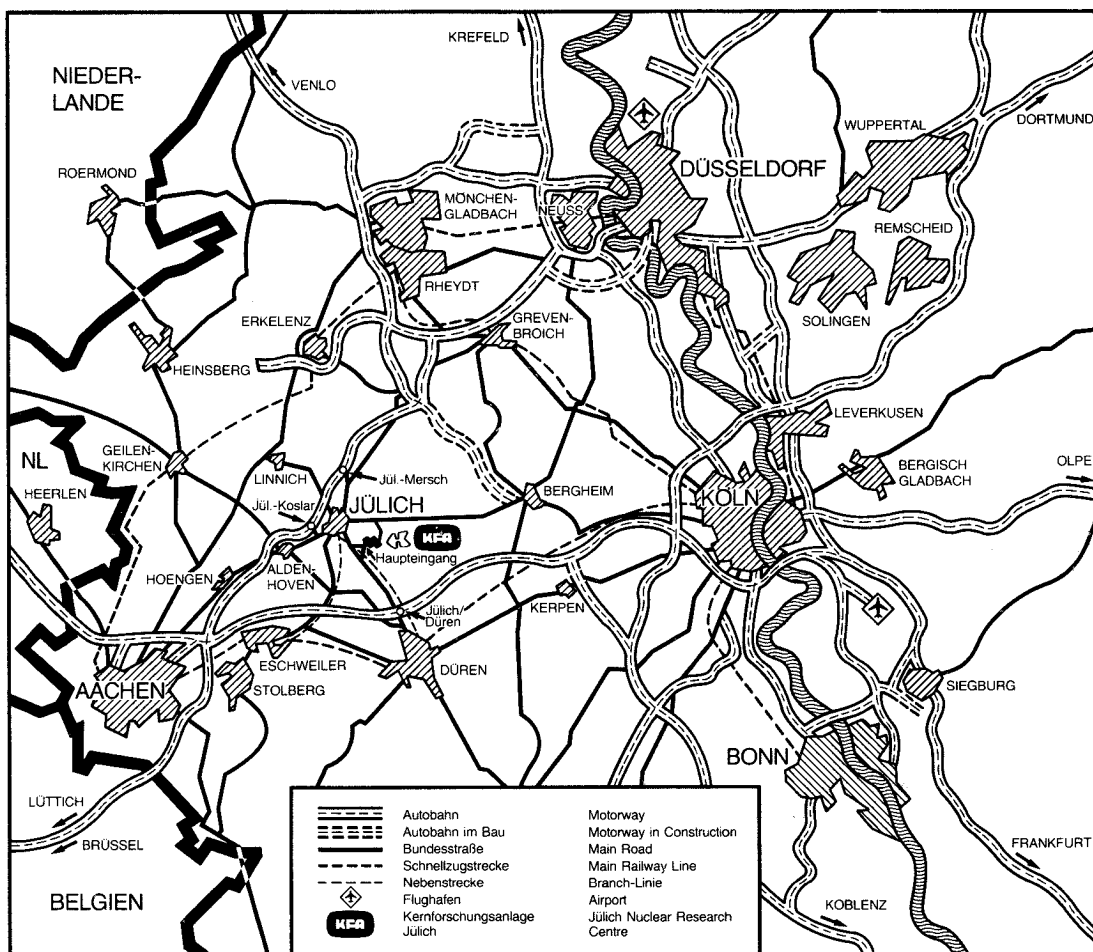 KREFELD
NIEDER-
LANDE
VENLO
DORTMUND
WUPPERTAL
DÜSSELDORF
ROERMOND
MÖNCHEN-
GLADBACH
NEUSS
REMSCHEID
RHEYDT
SOLINGEN
ERKELENZ
GREVEN-
BROICH
HEINSBERG
LEVERKUSEN
NL
GEILEN-
KIRCHEN
LINNICH
Jül.-Mersch
BERGHEIM
KÖLN
BERGISCH
GLADBACH
OLPE
HEERLEN
Jül.-Koslar
JÜLICH
KFA
Haupteingang
HOENGEN
ALDEN-
HOVEN
Jülich/
Düren
KERPEN
ESCHWEILER
DÜREN
AACHEN
STOLBERG
SIEGBURG
BONN
LÜTTICH
BRÜSSEL
FRANKFURT
BELGIEN
KOBLENZ
Autobahn Motorway
Autobahn im Bau Motorway in Construction
Bundesstraße Main Road
Schnellzugstrecke Main Railway Line
Nebenstrecke Branch-Linie
Flughafen Airport
KFA Kernforschungsanlage Jülich Nuclear Research
Jülich Centre